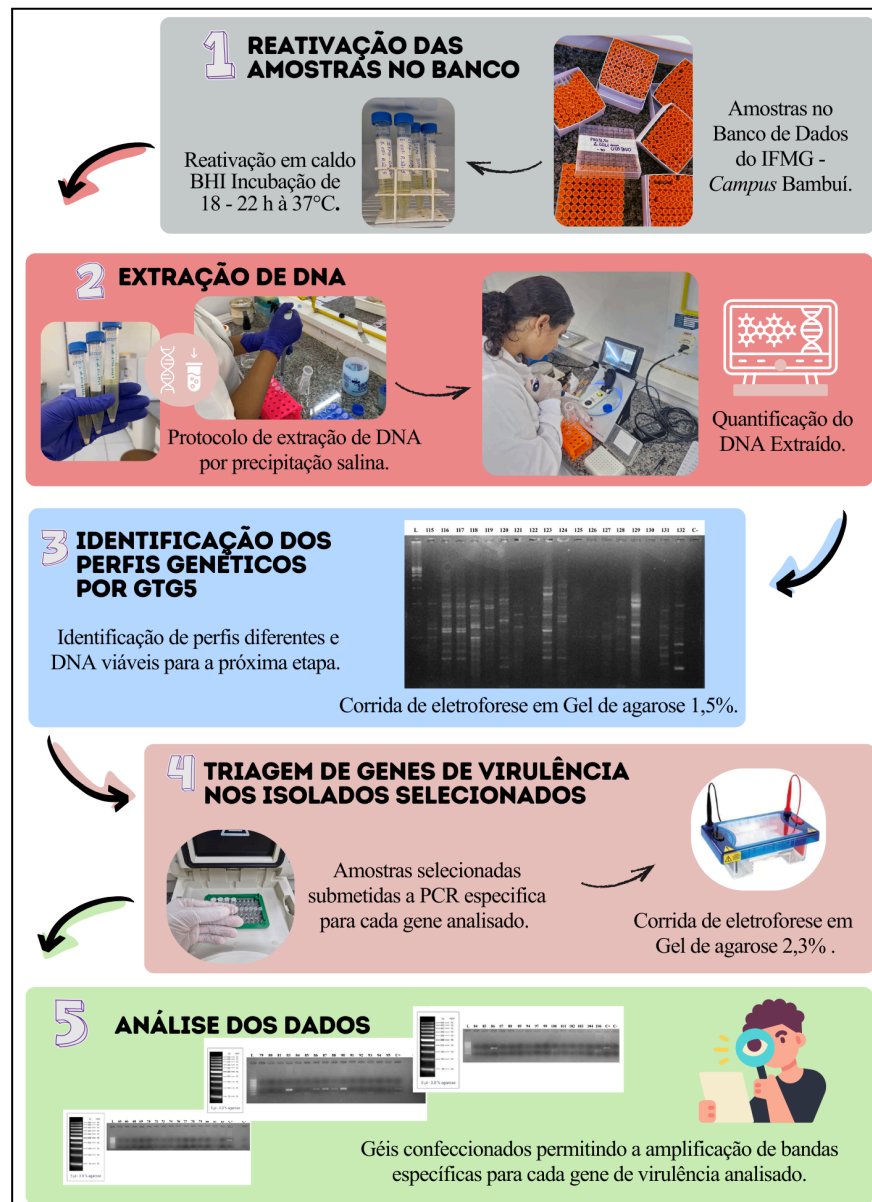 1 REATIVAÇÃO DAS
AMOSTRAS NO BANCO
Amostras no
Banco de Dados
do IFMG -
Campus Bambuí.
Reativação em caldo
BHI Incubação de
18 - 22 h à 37°C.
2 EXTRAÇÃO DE DNA
Protocolo de extração de DNA
por precipitação salina.
Quantificação do
DNA Extraído.
3 IDENTIFICAÇÃO DOS
PERFIS GENÉTICOS
POR GTG5
Identificação de perfis diferentes e
DNA viáveis para a próxima etapa.
L 115 116 117 118 119 120 121 122 123 124 125 126 127 128 129 130 131 132 C-
Corrida de eletroforese em Gel de agarose 1,5%.
4 TRIAGEM DE GENES DE VIRULÊNCIA
NOS ISOLADOS SELECIONADOS
Amostras selecionadas
submetidas a PCR especifica
para cada gene analisado.
Corrida de eletroforese em
Gel de agarose 2,3% .
5 ANÁLISE DOS DADOS
Géis confeccionados permitindo a amplificação de bandas
específicas para cada gene de virulência analisado.